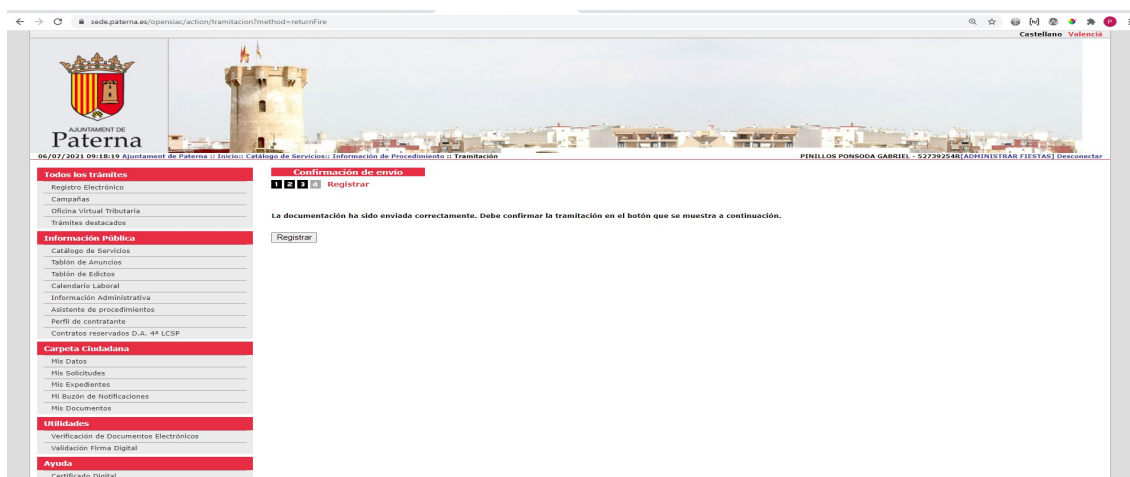 sede.paterna.es/opensiac/action/tramitacion?method=returnFire
Castellano Valencià
AJUNTAMENT DE
Paterna
06/07/2021 09:18:19 Ajuntament de Paterna :: Inicio:: Catálogo de Servicios:: Información de Procedimiento :: Tramitación
PINILLOS PONSODA GABRIEL - 52739254R[ADMINISTRAR FIESTAS] Desconectar
Todos los trámites
Registro Electrónico
Campañas
Oficina Virtual Tributaria
Trámites destacados
Información Pública
Catálogo de Servicios
Tablón de Anuncios
Tablón de Edictos
Calendario Laboral
Información Administrativa
Asistente de procedimientos
Perfil de contratante
Contratos reservados D.A. 4ª LCSP
Carpeta Ciudadana
Mis Datos
Mis Solicitudes
Mis Expedientes
Mi Buzón de Notificaciones
Mis Documentos
Utilidades
Verificación de Documentos Electrónicos
Validación Firma Digital
Ayuda
Certificado Digital
Confirmación de envío
1 2 3 4 Registrar
La documentación ha sido enviada correctamente. Debe confirmar la tramitación en el botón que se muestra a continuación.
Registrar